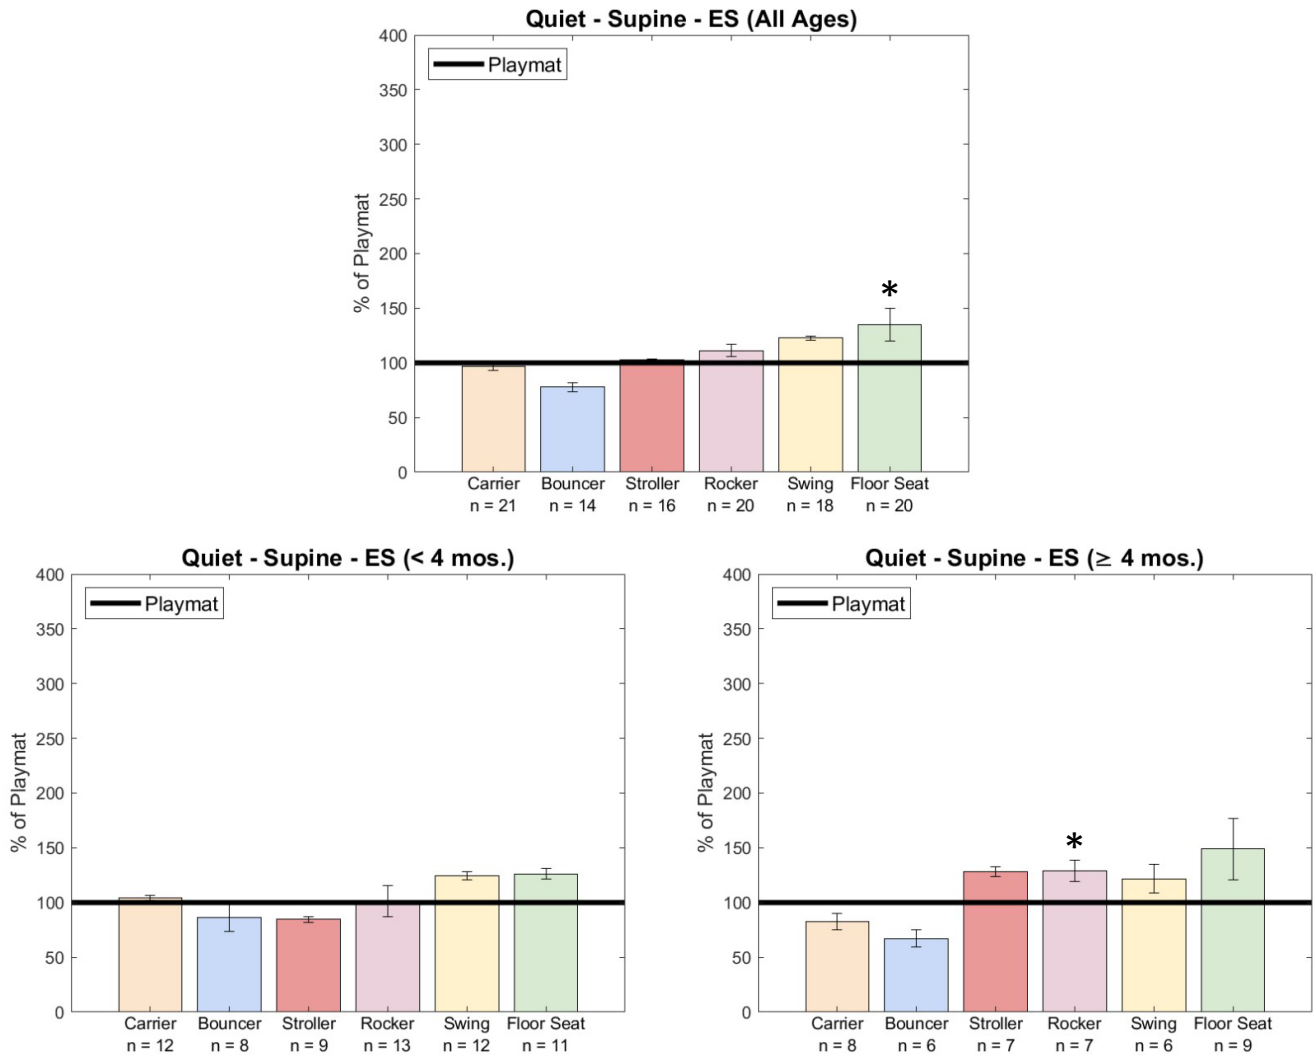 Quiet - Supine - ES (All Ages)
400
350
300
250
200
150
100
50
0
% of Playmat
Playmat
*
Carrier Bouncer Stroller Rocker Swing Floor Seat
n = 21 n = 14 n = 16 n = 20 n = 18 n = 20
Quiet - Supine - ES (< 4 mos.)
400
350
300
250
200
150
100
50
0
% of Playmat
Playmat
Carrier Bouncer Stroller Rocker Swing Floor Seat
n = 12 n = 8 n = 9 n = 13 n = 12 n = 11
Quiet - Supine - ES (≥ 4 mos.)
400
350
300
250
200
150
100
50
0
% of Playmat
Playmat
*
Carrier Bouncer Stroller Rocker Swing Floor Seat
n = 8 n = 6 n = 7 n = 7 n = 6 n = 9